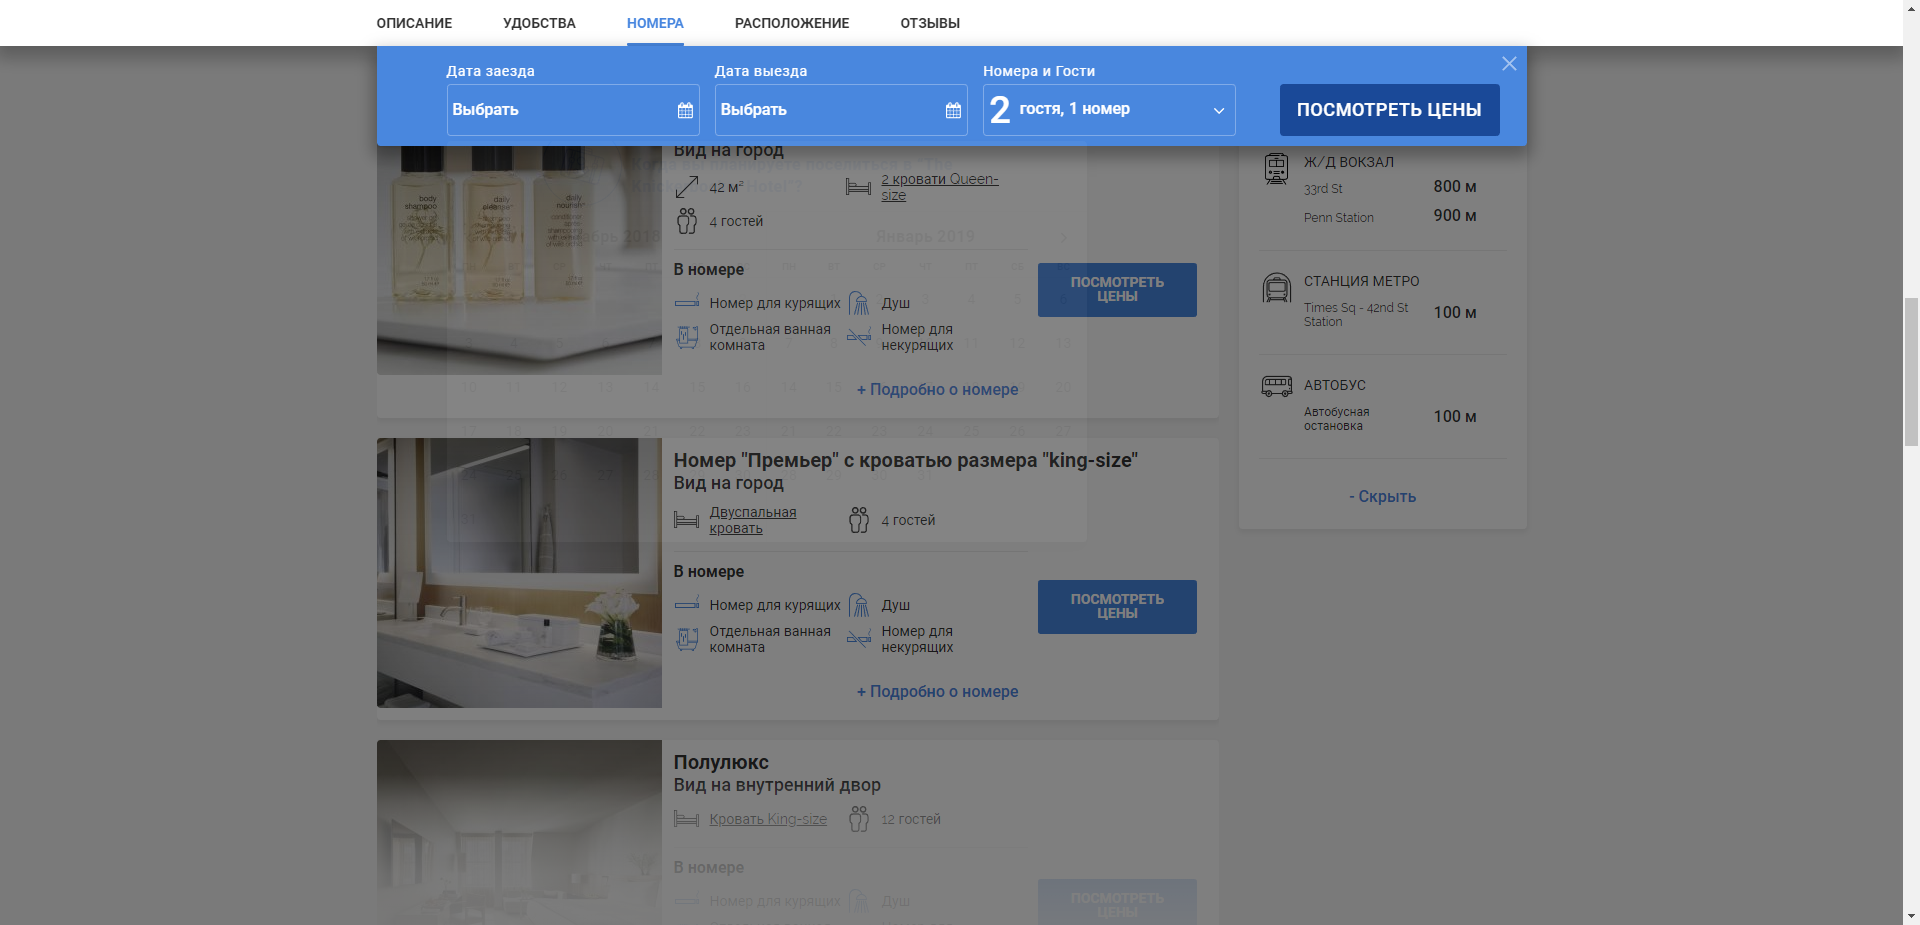 ОПИСАНИЕ УДОБСТВА НОМЕРА РАСПОЛОЖЕНИЕ ОТЗЫВЫ
Дата заезда Дата выезда Номера и Гости
Выбрать Выбрать 2 гостя, 1 номер ПОСМОТРЕТЬ ЦЕНЫ
Вид на город
42 м²
2 кровати Queen-
size
4 гостей
Январь 2019
В номере
Номер для курящих
Душ
Отдельная ванная
комната
Номер для
некурящих
ПОСМОТРЕТЬ
ЦЕНЫ
+ Подробно о номере
Номер "Премьер" с кроватью размера "king-size"
Вид на город
Двуспальная
кровать
4 гостей
В номере
Номер для курящих
Душ
Отдельная ванная
комната
Номер для
некурящих
ПОСМОТРЕТЬ
ЦЕНЫ
+ Подробно о номере
Полулюкс
Вид на внутренний двор
Кровать King-size
12 гостей
В номере
Номер для курящих
Душ
ПОСМОТРЕТЬ
ЦЕНЫ
Ж/Д ВОКЗАЛ
33rd St 800 м
Penn Station 900 м
СТАНЦИЯ МЕТРО
Times Sq - 42nd St
Station
100 м
АВТОБУС
Автобусная
остановка
100 м
- Скрыть